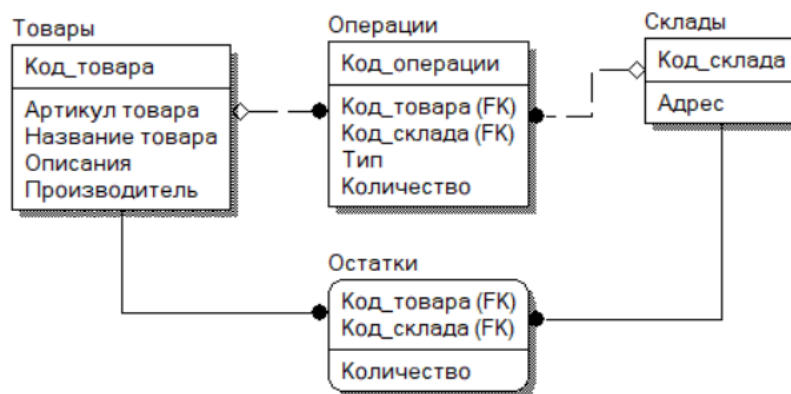 Товары
Код_товара
Артикул товара
Название товара
Описания
Производитель
Операции
Код_операции
Код_товара (FK)
Код_склада (FK)
Тип
Количество
Склады
Код_склада
Адрес
Остатки
Код_товара (FK)
Код_склада (FK)
Количество